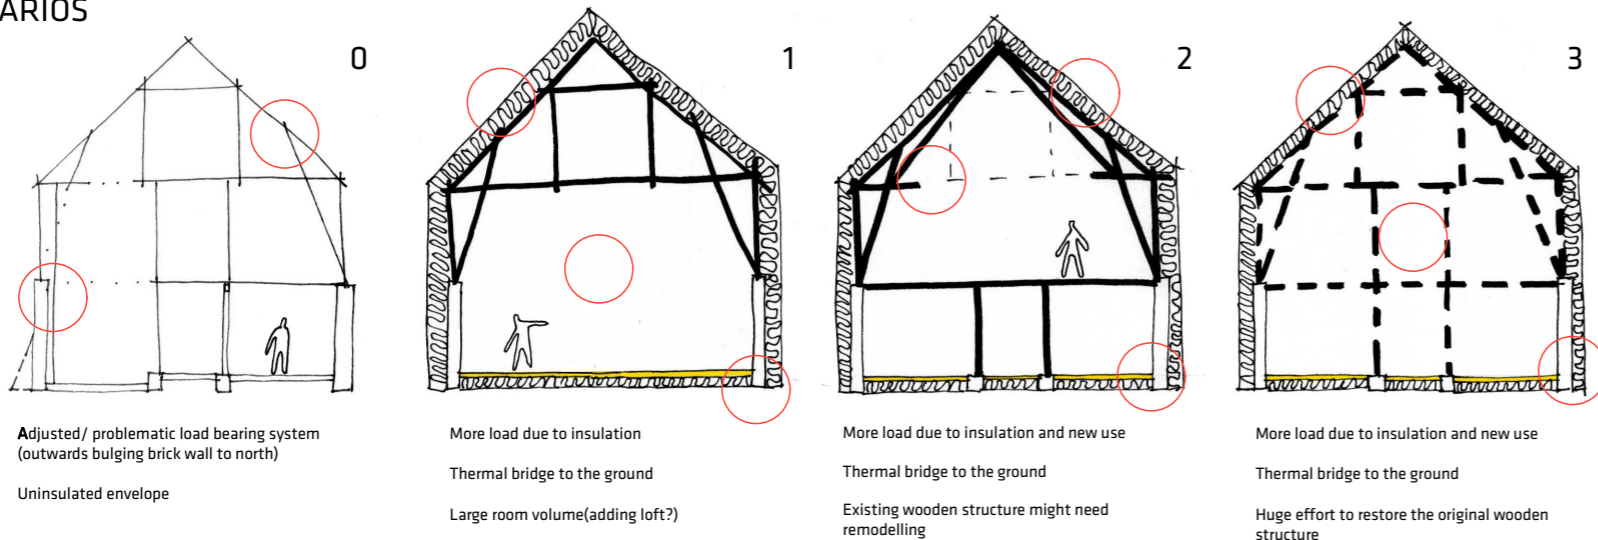 ARIOS
0
1
2
3
Adjusted/ problematic load bearing system
(outwards bulging brick wall to north)
Uninsulated envelope
More load due to insulation
Thermal bridge to the ground
Large room volume(adding loft?)
More load due to insulation and new use
Thermal bridge to the ground
Existing wooden structure might need
remodelling
More load due to insulation and new use
Thermal bridge to the ground
Huge effort to restore the original wooden
structure